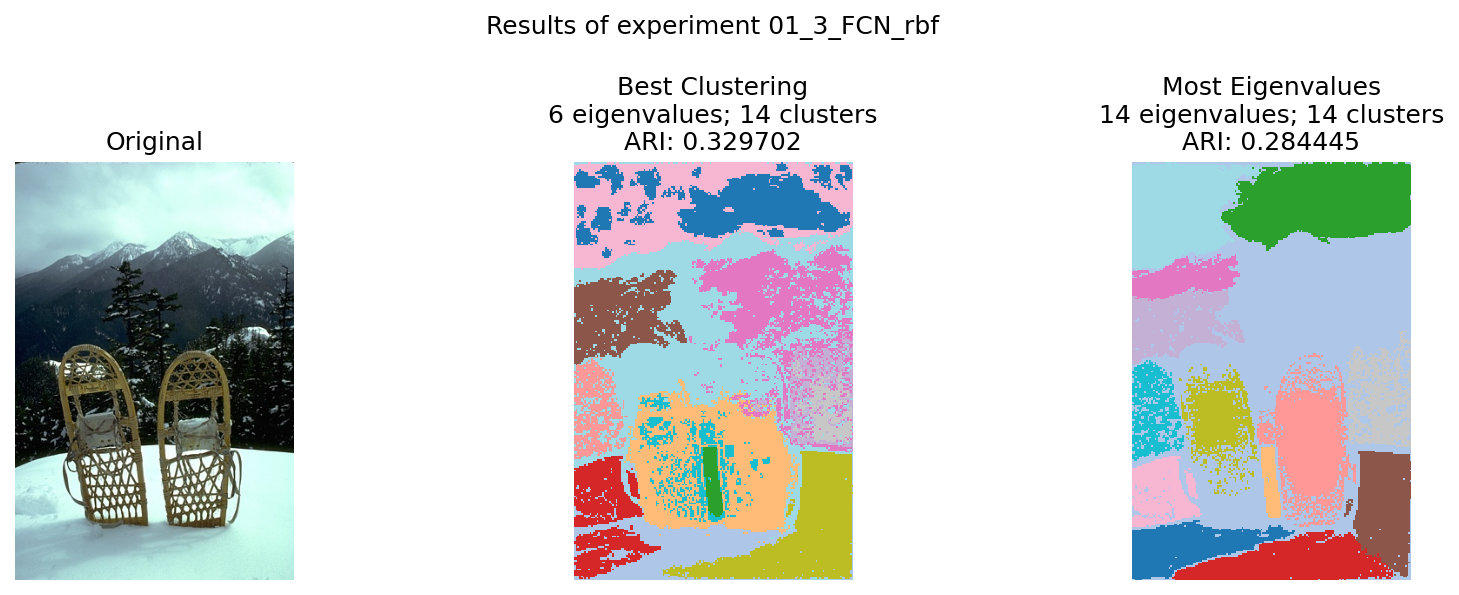 Results of experiment 01_3_FCN_rbf
Original
Best Clustering
6 eigenvalues; 14 clusters
ARI: 0.329702
Most Eigenvalues
14 eigenvalues; 14 clusters
ARI: 0.284445